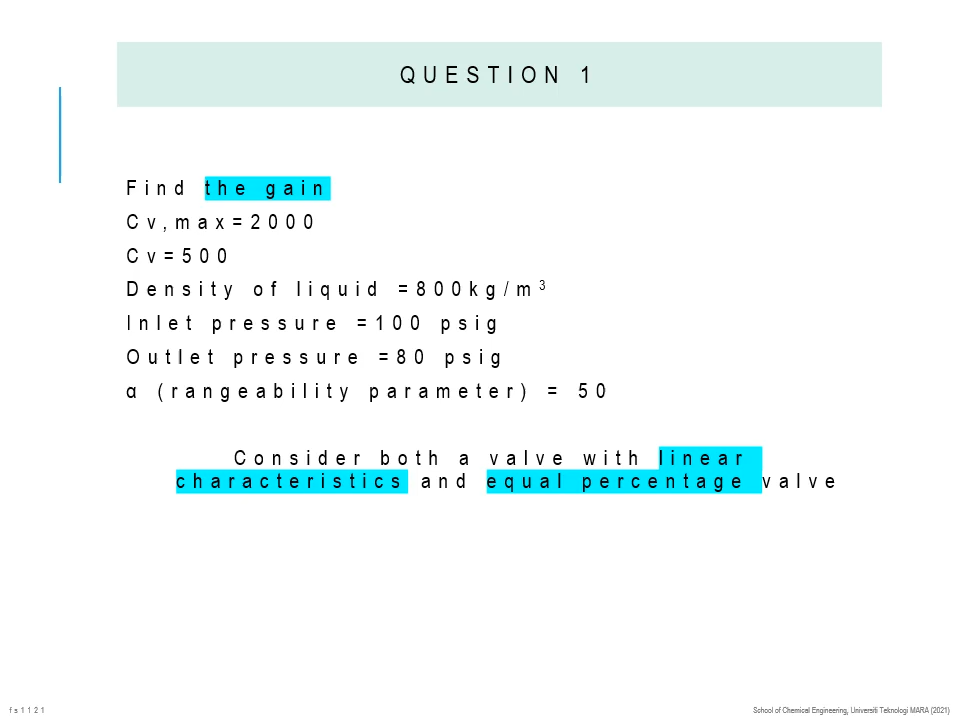 QUESTION 1
Find the gain
Cv,max=2000
Cv=500
Density of liquid =800kg/m³
Inlet pressure =100 psig
Outlet pressure =80 psig
α (rangeability parameter) = 50
Consider both a valve with linear
characteristics and equal percentage valve
fs1121
School of Chemical Engineering, Universiti Teknologi MARA (2021)